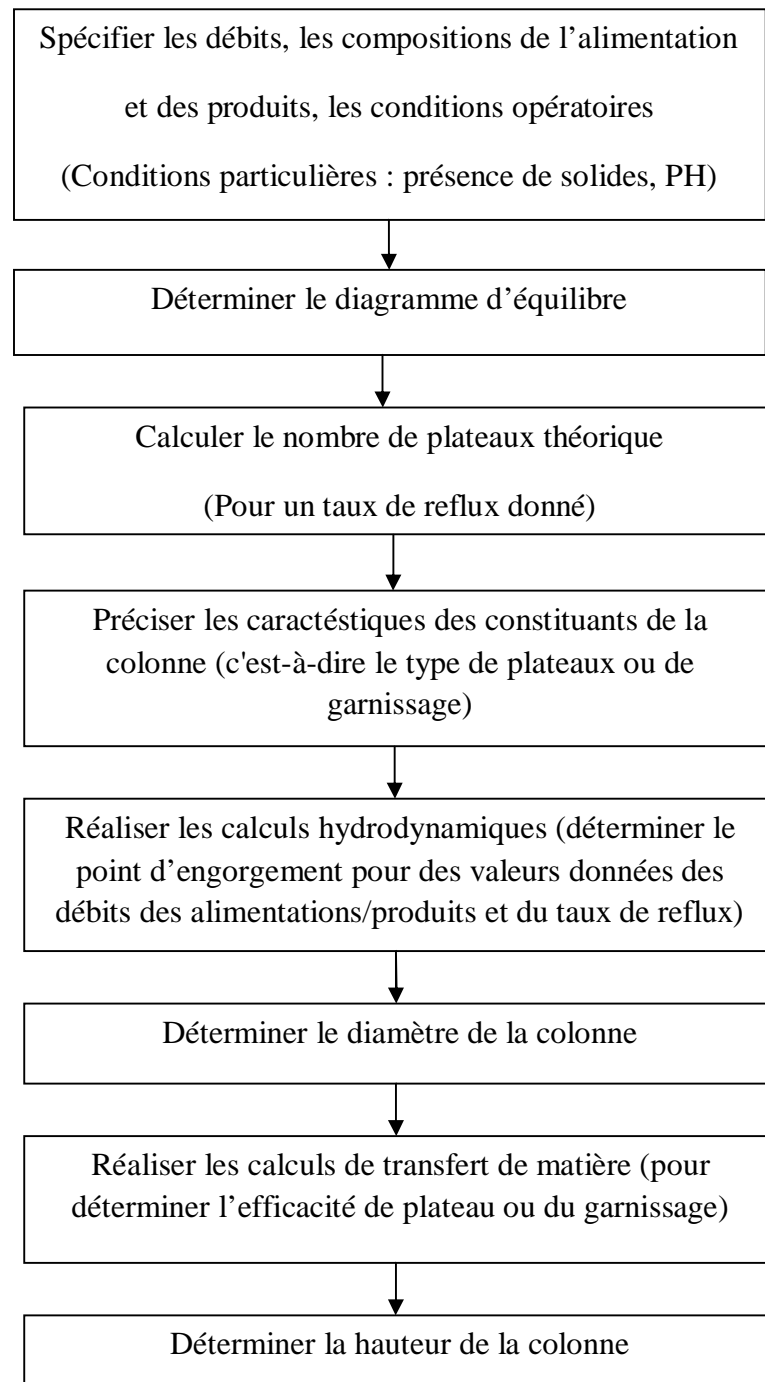 Spécifier les débits, les compositions de l’alimentation
et des produits, les conditions opératoires
(Conditions particulières : présence de solides, PH)
Déterminer le diagramme d’équilibre
Calculer le nombre de plateaux théorique
(Pour un taux de reflux donné)
Préciser les caractéstiques des constituants de la
colonne (c'est-à-dire le type de plateaux ou de
garnissage)
Réaliser les calculs hydrodynamiques (déterminer le
point d’engorgement pour des valeurs données des
débits des alimentations/produits et du taux de reflux)
Déterminer le diamètre de la colonne
Réaliser les calculs de transfert de matière (pour
déterminer l’efficacité de plateau ou du garnissage)
Déterminer la hauteur de la colonne